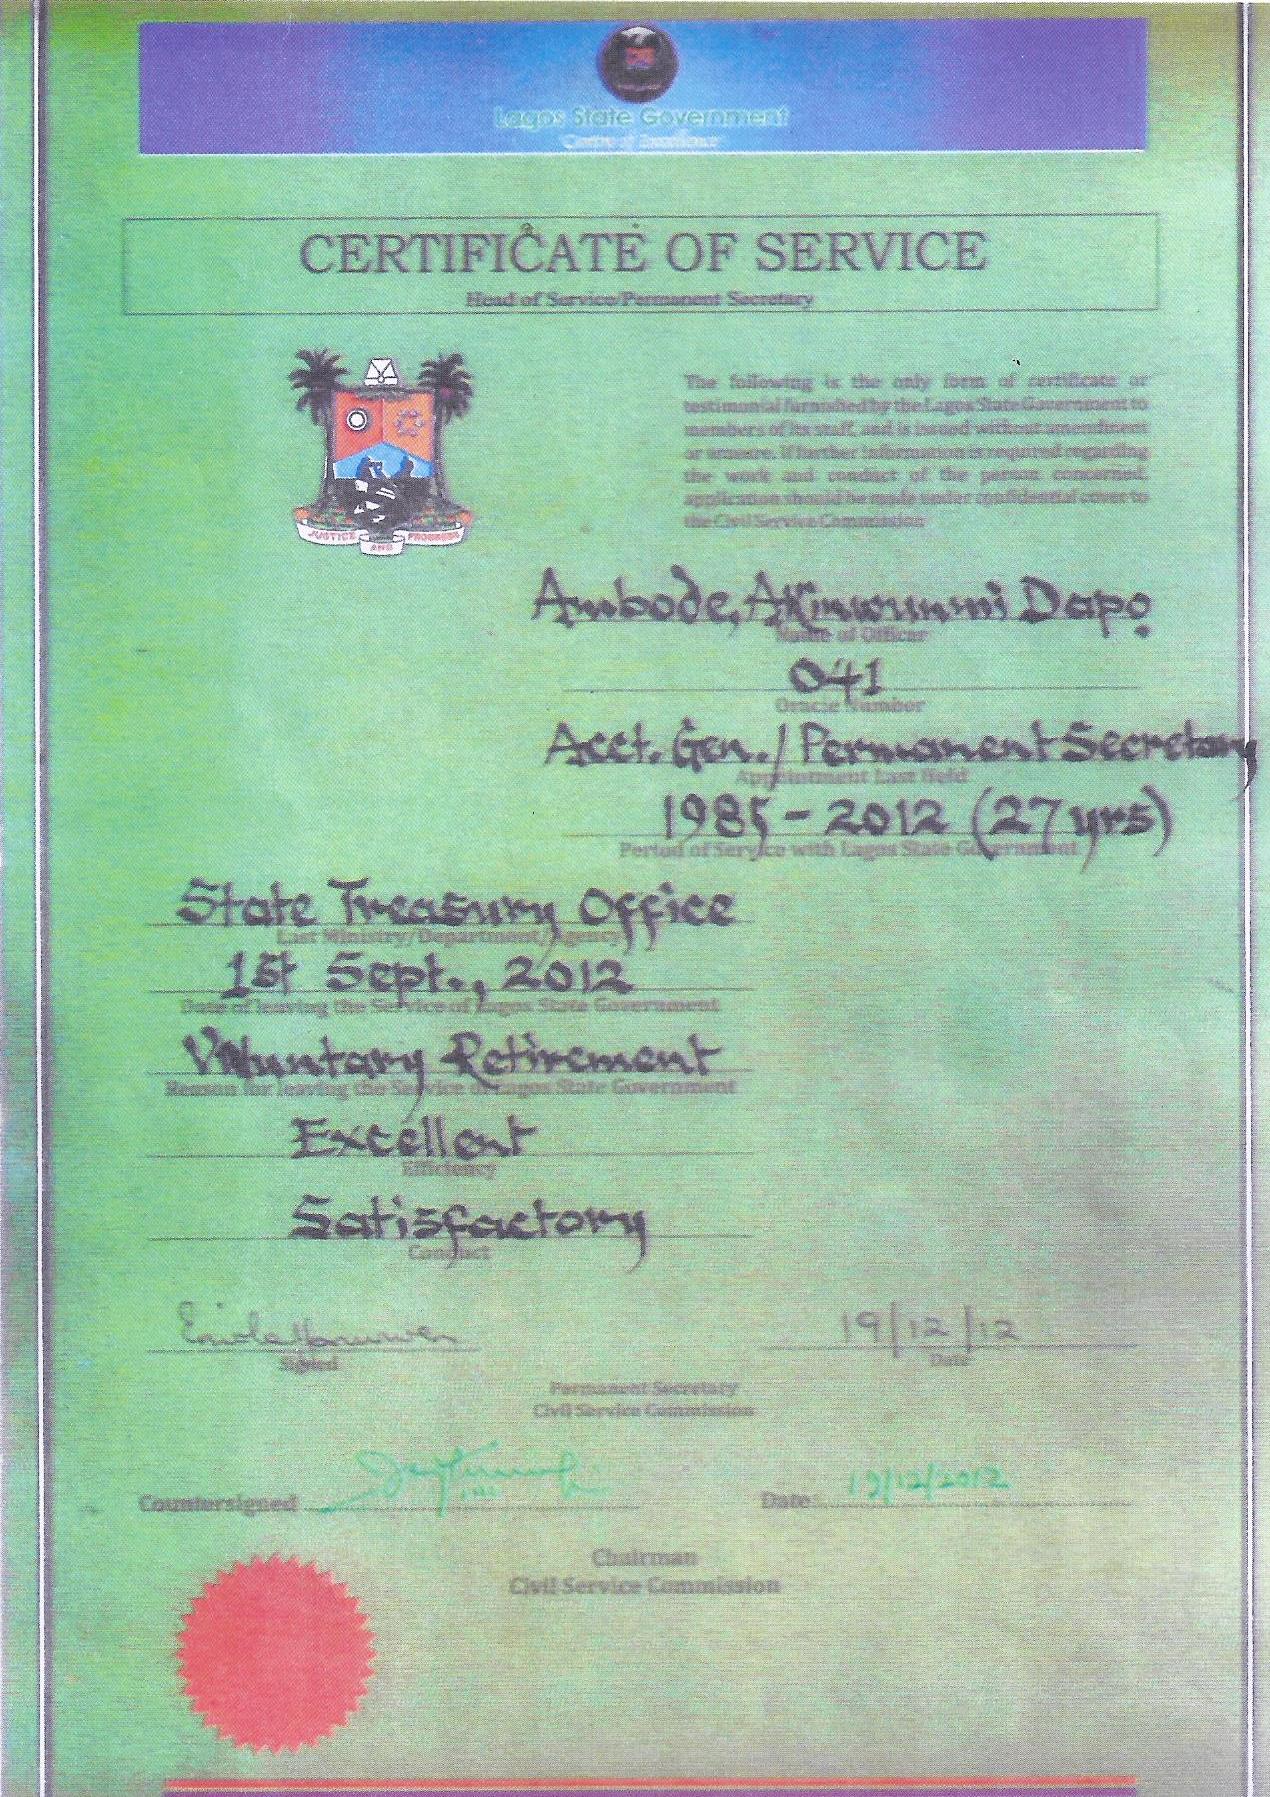 Lagos State Government
Centre of Excellence
CERTIFICATE OF SERVICE
Head of Service/Permanent Secretary
The following is the only form of certificate or
testimonial furnished by the Lagos State Government to
members of its staff, and is issued without amendment
or erasure. If further information is required regarding
the work and conduct of the person concerned,
application should be made under confidential cover to
the Civil Service Commission
JUSTICE AND PROGRESS
Ambode, Akinwunmi Dapo
Name of Officer
041
Oracle Number
Acct. Gen./Permanent Secretary
Appointment Last Held
1985 - 2012 (27 yrs)
Period of Service with Lagos State Government
State Treasury Office
Last Ministry/Department/Agency
1st Sept., 2012
Date of leaving the Service of Lagos State Government
Voluntary Retirement
Reason for leaving the Service of Lagos State Government
Excellent
Efficiency
Satisfactory
Conduct
19/12/12
Signed Date
Permanent Secretary
Civil Service Commission
Countersigned Date 19/12/2012
Chairman
Civil Service Commission